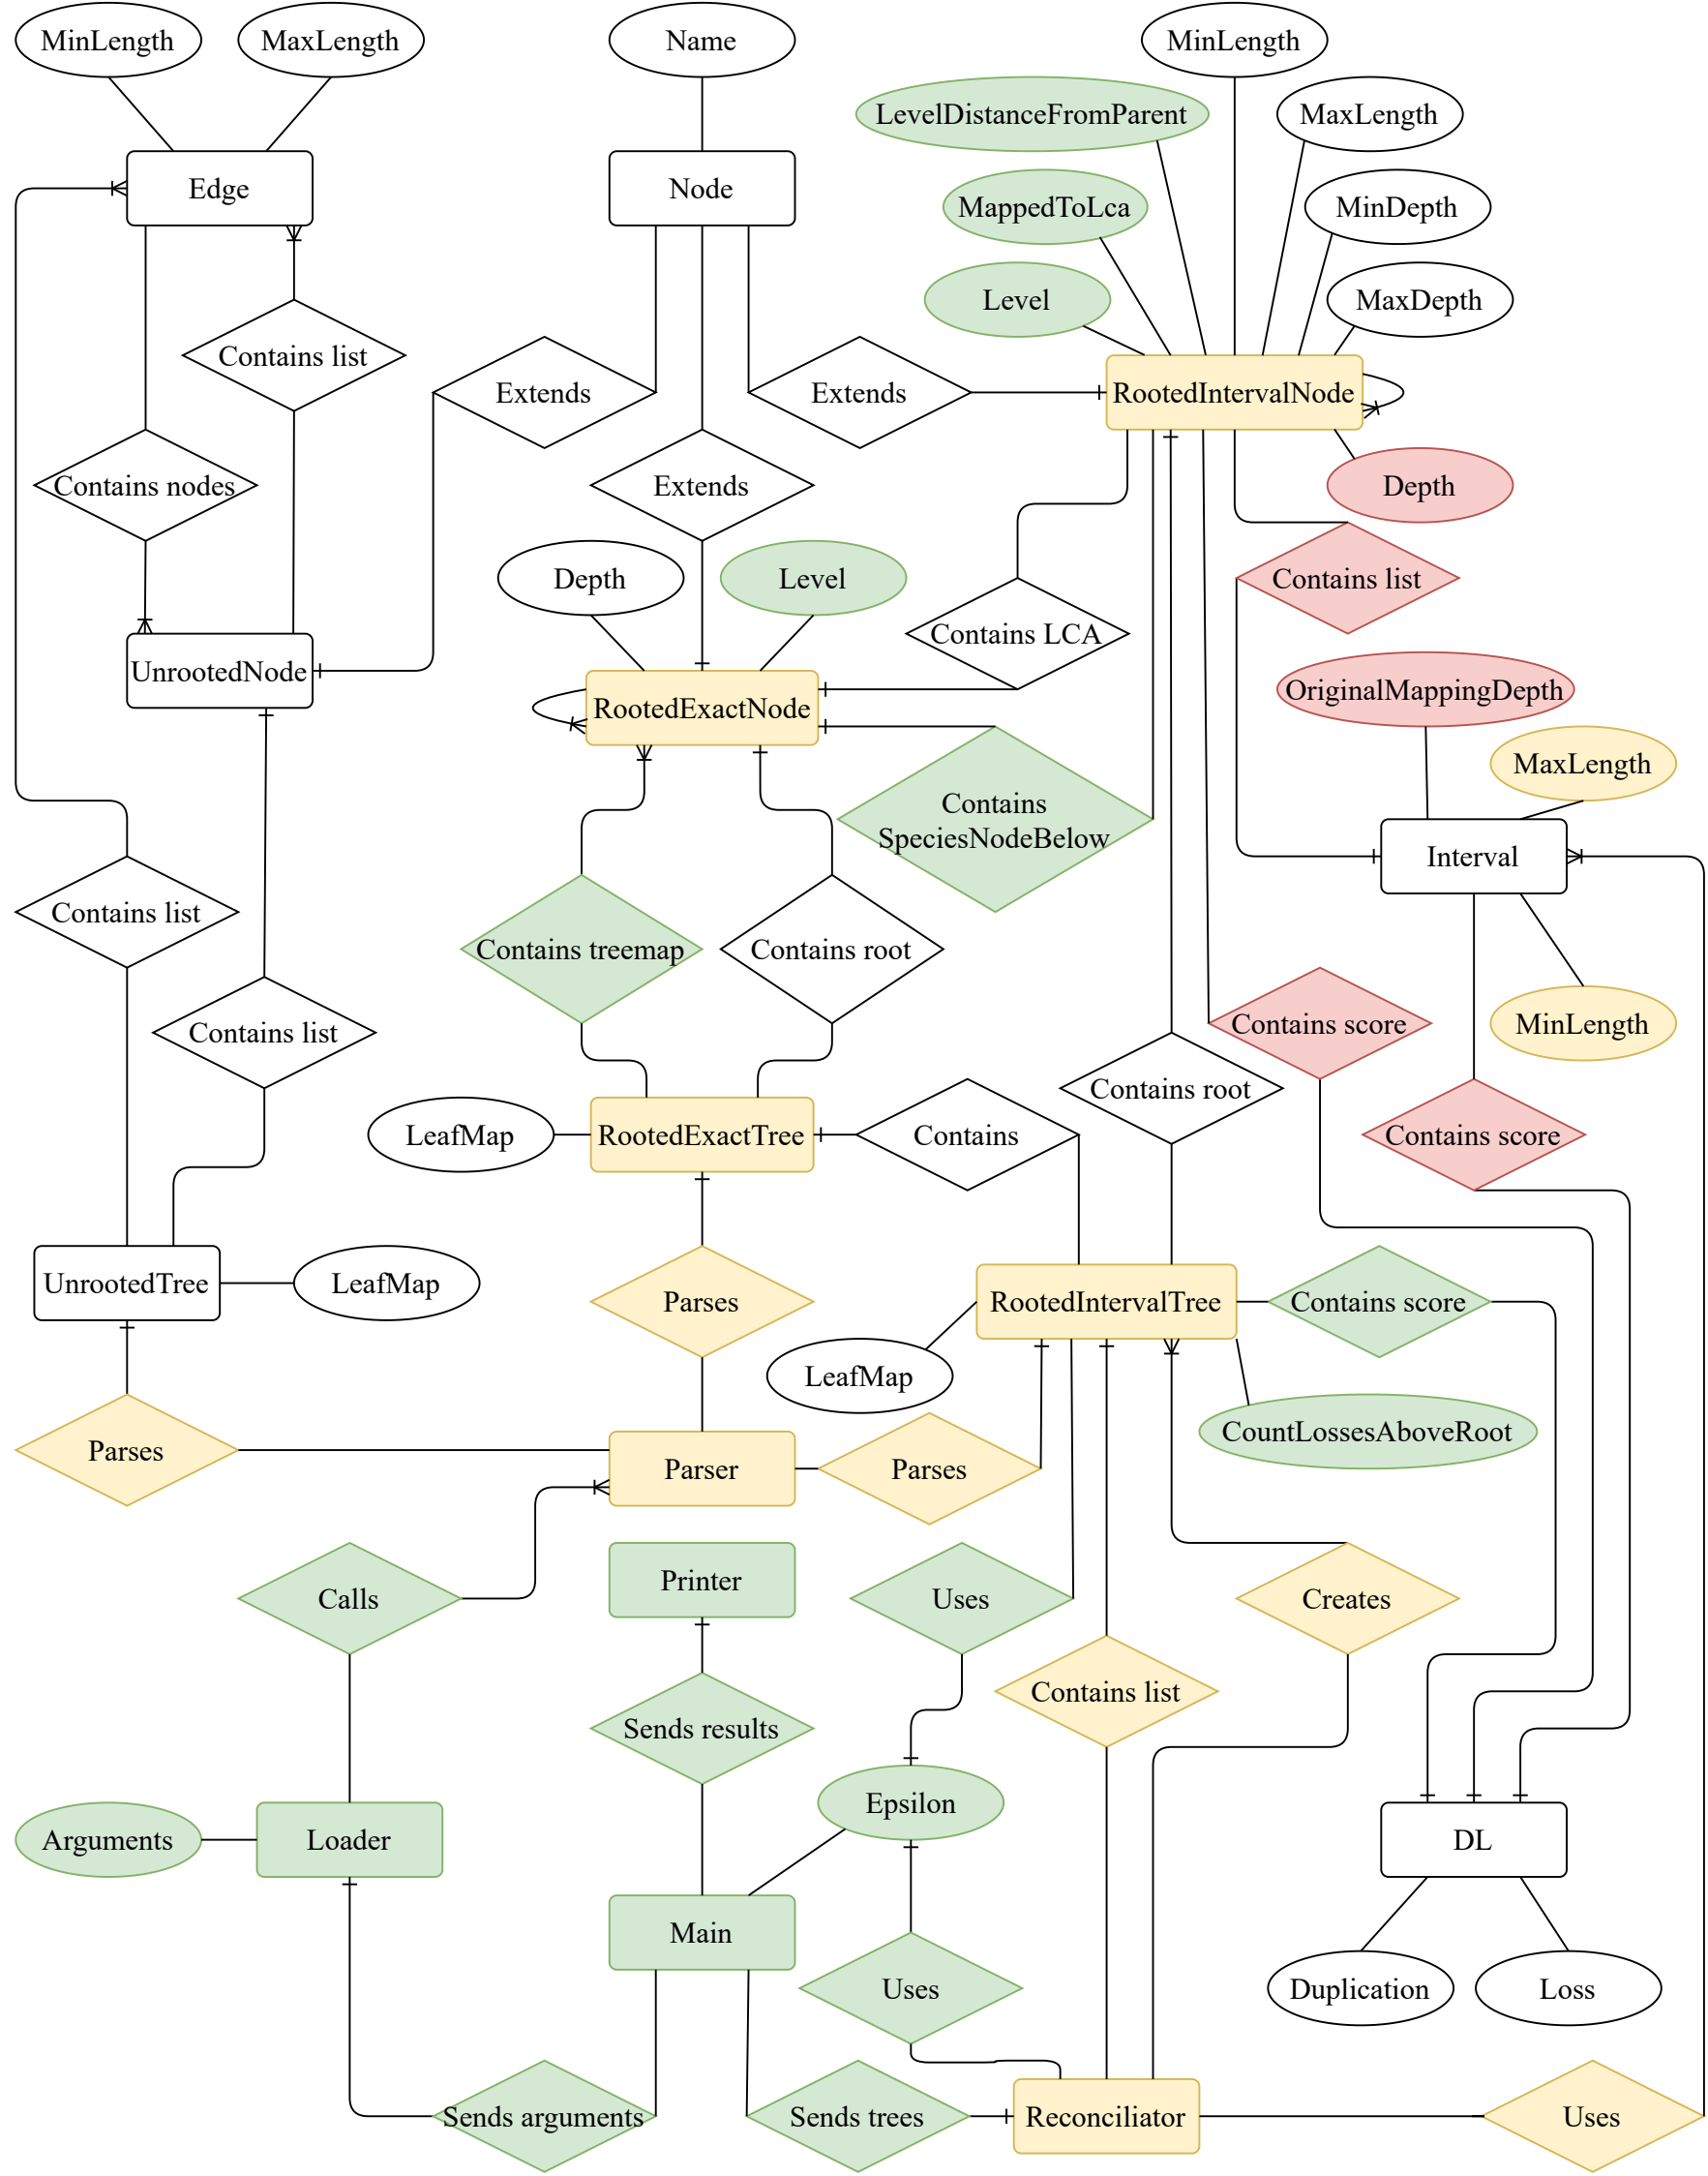 MinLength
MaxLength
Name
MinLength
LevelDistanceFromParent
MaxLength
Edge
Node
MappedToLca
MinDepth
Level
MaxDepth
Contains list
Extends
Extends
RootedIntervalNode
Contains nodes
Extends
Depth
Depth
Level
Contains list
Contains LCA
UnrootedNode
OriginalMappingDepth
RootedExactNode
MaxLength
Contains
SpeciesNodeBelow
Interval
Contains list
Contains treemap
Contains root
Contains score
MinLength
Contains list
Contains root
LeafMap
RootedExactTree
Contains
Contains score
UnrootedTree
LeafMap
Parses
RootedIntervalTree
Contains score
LeafMap
CountLossesAboveRoot
Parses
Parser
Parses
Printer
Calls
Uses
Creates
Contains list
Sends results
Epsilon
Arguments
Loader
DL
Main
Uses
Duplication
Loss
Sends arguments
Sends trees
Reconciliator
Uses